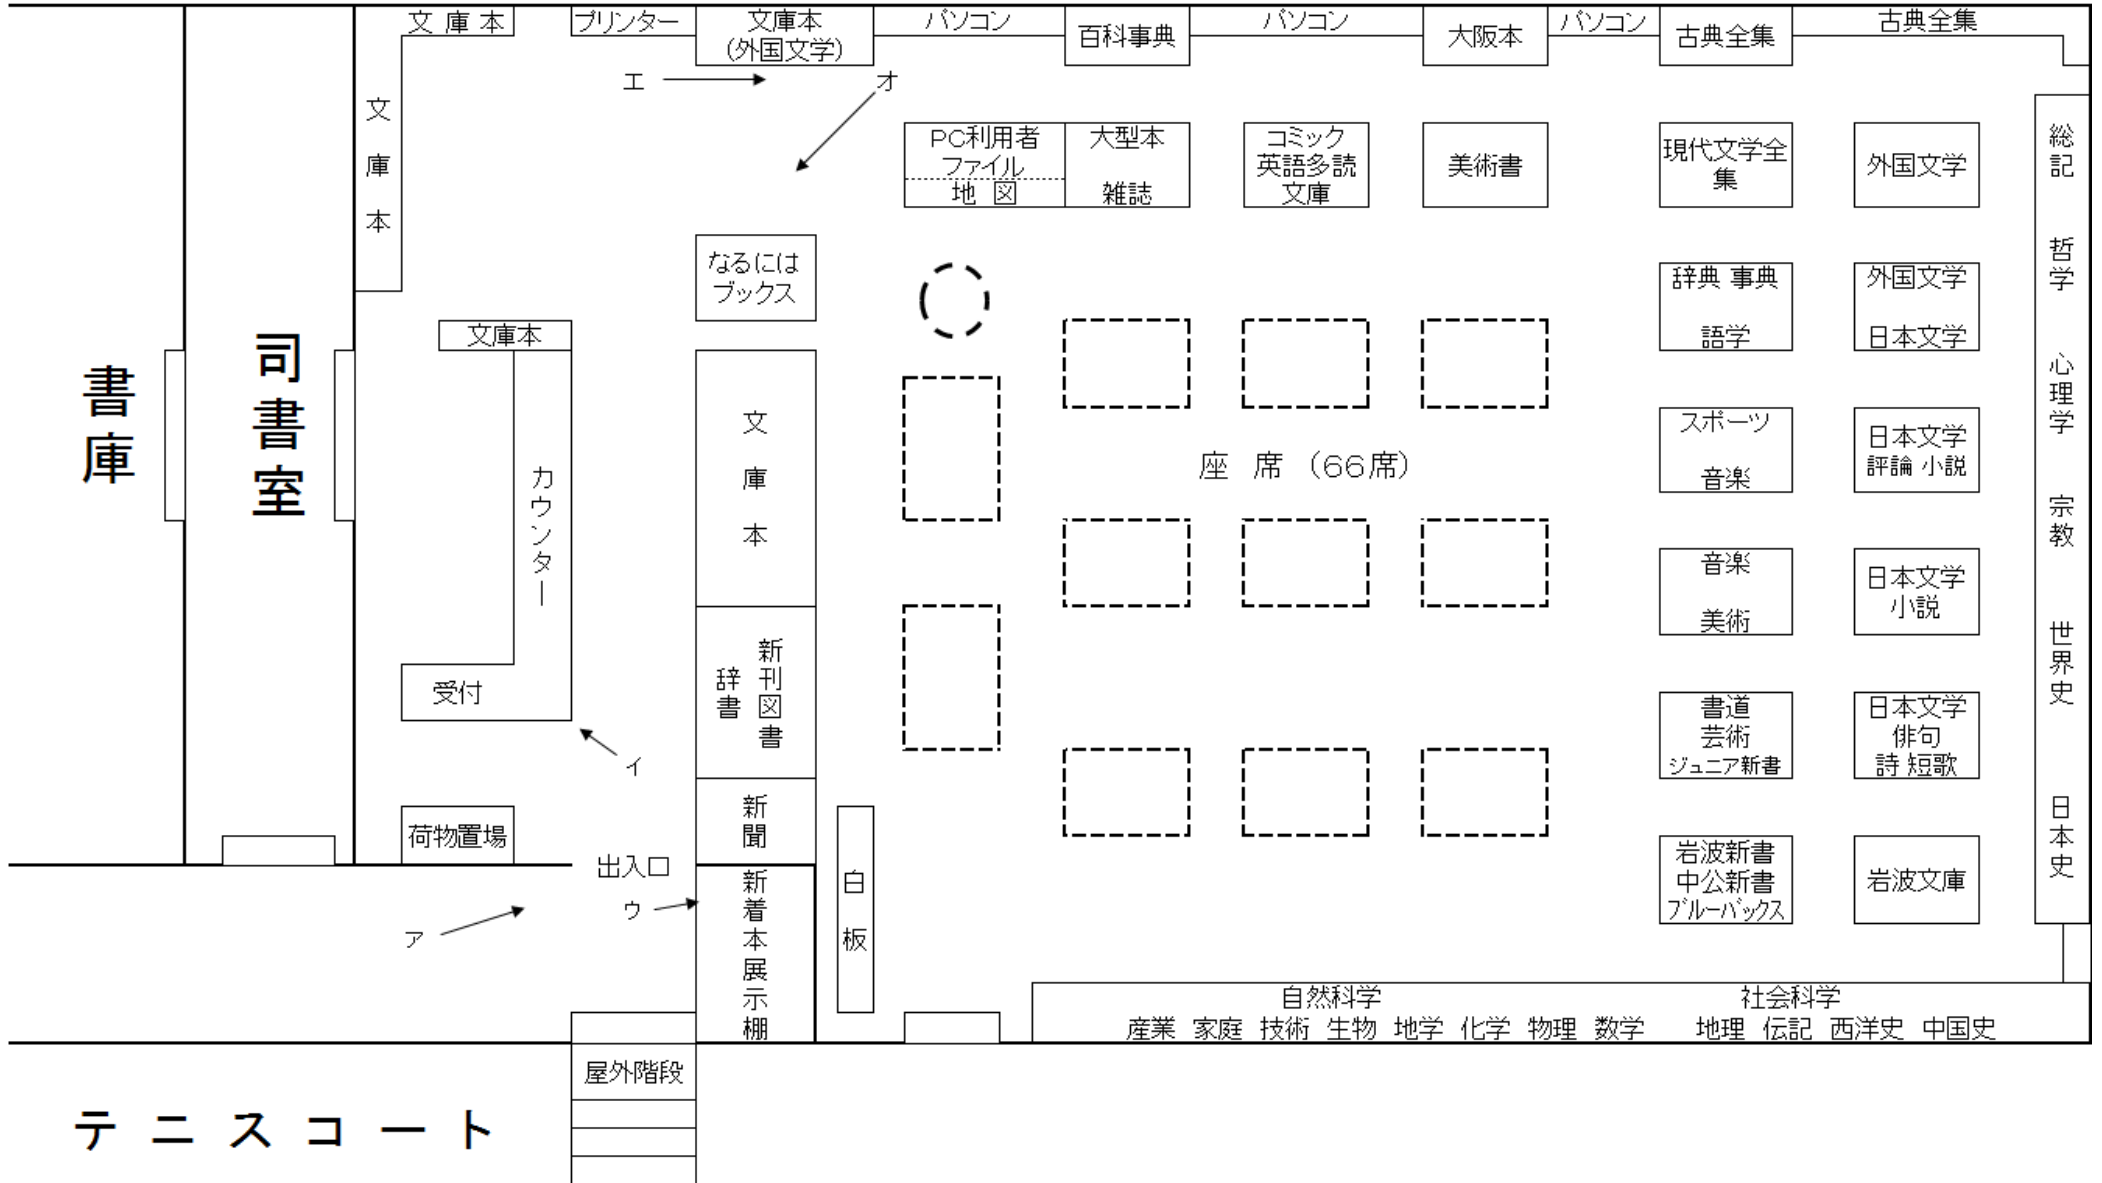 文庫本
プリンター
文庫本
(外国文学)
パソコン
百科事典
パソコン
大阪本
パソコン
古典全集
古典全集
エ
オ
文庫本
PC利用者
ファイル
地図
大型本
雑誌
コミック
英語多読
文庫
美術書
現代文学全
集
外国文学
総記
哲学
心理学
宗教
世界史
日本史
なるには
ブックス
辞典 事典
語学
外国文学
日本文学
文庫本
書庫
司書室
カウンター
文庫本
座席(66席)
スポーツ
音楽
日本文学
評論 小説
音楽
美術
日本文学
小説
新刊図書
辞書
受付
イ
書道
芸術
ジュニア新書
日本文学
俳句
詩 短歌
荷物置場
新聞
出入口
ウ
ア
新着本展示棚
白板
岩波新書
中公新書
ブルーバックス
岩波文庫
自然科学
社会科学
産業 家庭 技術 生物 地学 化学 物理 数学
地理 伝記 西洋史 中国史
屋外階段
テニスコート